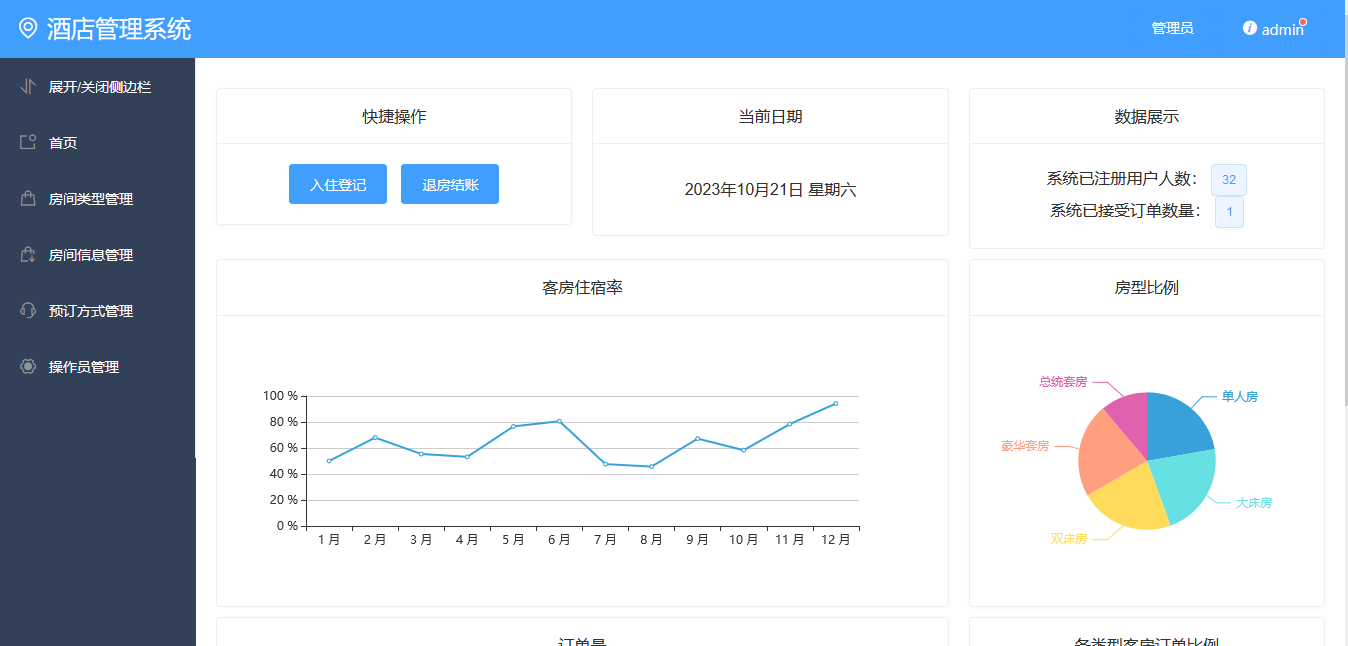 酒店管理系统
管理员
admin
展开/关闭侧边栏
首页
房间类型管理
房间信息管理
预订方式管理
操作员管理
快捷操作
入住登记
退房结账
当前日期
2023年10月21日 星期六
数据展示
系统已注册用户人数： 32
系统已接受订单数量： 1
客房住宿率
100 %
80 %
60 %
40 %
20 %
0 %
1 月 2 月 3 月 4 月 5 月 6 月 7 月 8 月 9 月 10 月 11 月 12 月
房型比例
总统套房
单人房
豪华套房
大床房
双床房
订单量
各类型客房订单比例